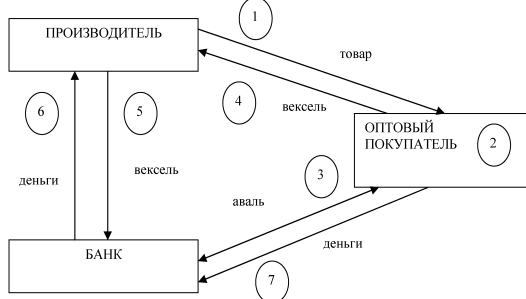 1
ПРОИЗВОДИТЕЛЬ
товар
4
вексель
6
5
ОПТОВЫЙ
ПОКУПАТЕЛЬ
2
деньги
вексель
3
аваль
деньги
БАНК
7